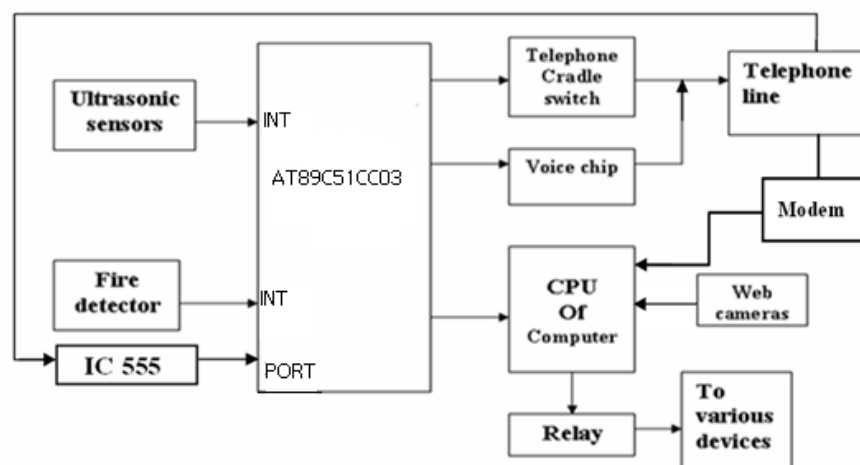 Ultrasonic
sensors
INT
AT89C51CC03
Fire
detector
INT
IC 555
PORT
Telephone
Cradle
switch
Telephone
line
Voice chip
Modem
CPU
Of
Computer
Web
cameras
Relay
To
various
devices